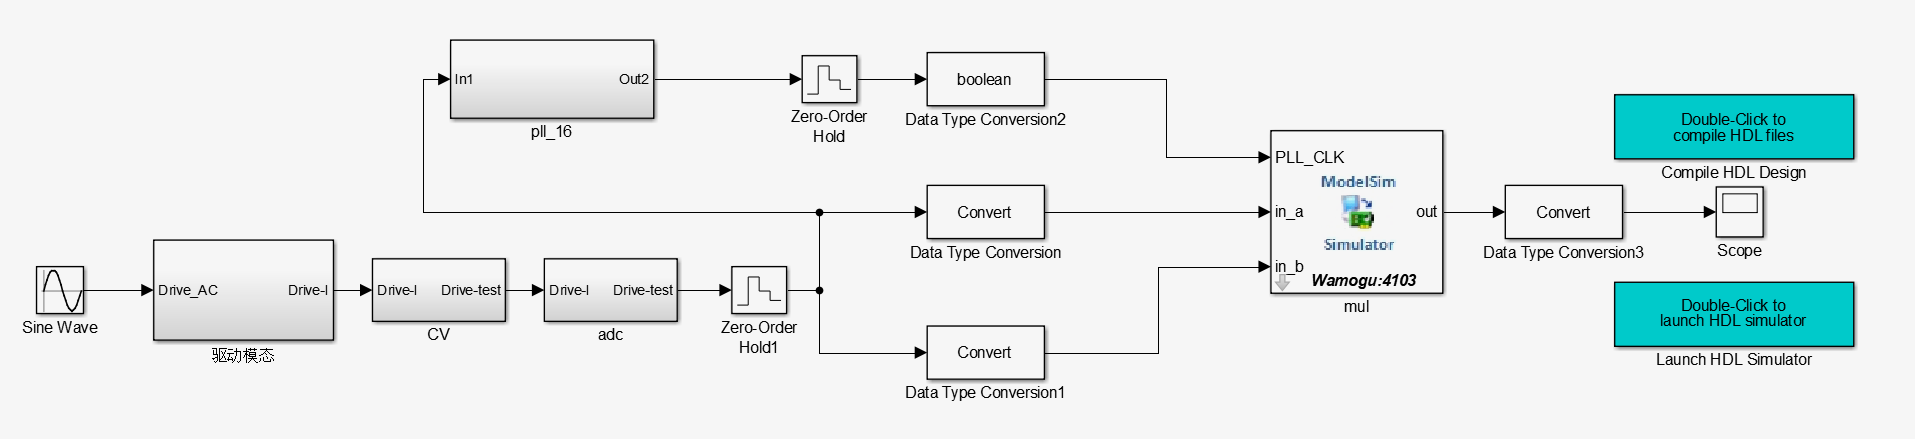 In1
Out2
pll_16
Zero-Order
Hold
boolean
Data Type Conversion2
Double-Click to
compile HDL files
Compile HDL Design
PLL_CLK
ModelSim
in_a
out
Simulator
in_b
Wamogu:4103
mul
Convert
Data Type Conversion
Convert
Data Type Conversion3
Scope
Sine Wave
Drive_AC
Drive-I
驱动模态
Drive-I
Drive-test
CV
Drive-I
Drive-test
adc
Zero-Order
Hold1
Convert
Data Type Conversion1
Double-Click to
launch HDL simulator
Launch HDL Simulator